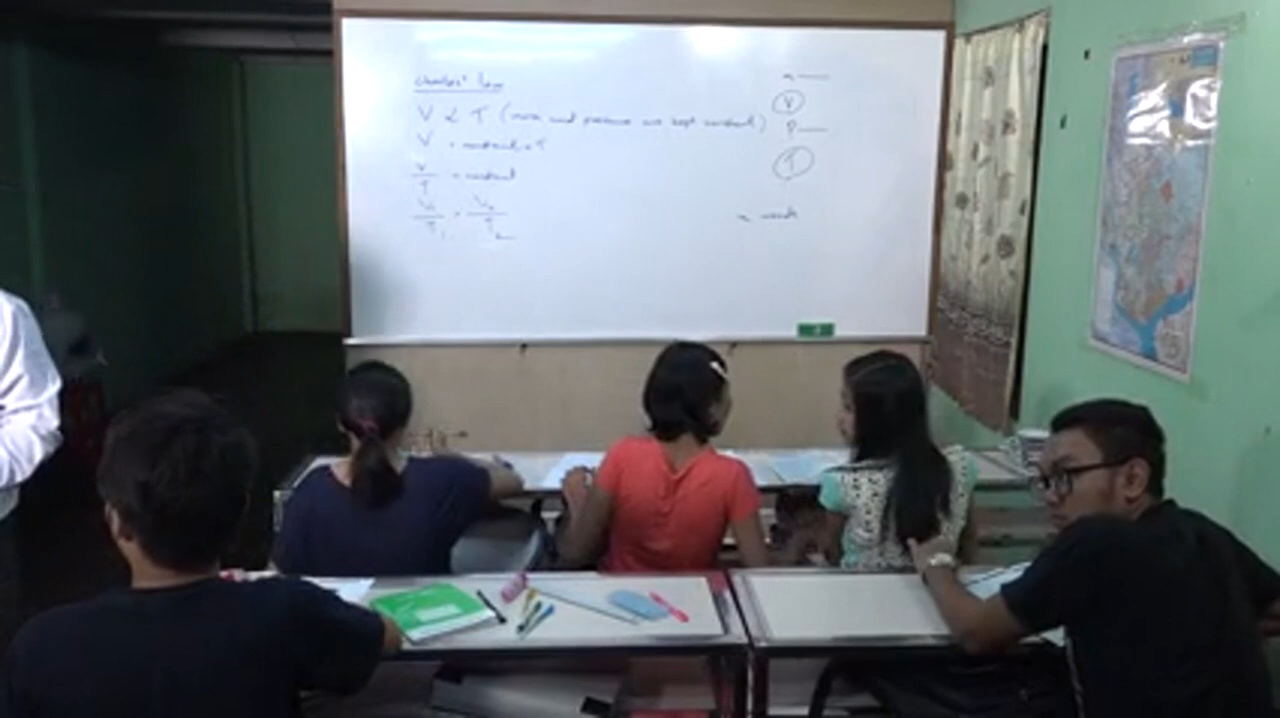 Charles' law
V ∝ T (mass and pressure are kept constant)
V = constant × T
V/T = constant
V₁/T₁ = V₂/T₂
V
P
T